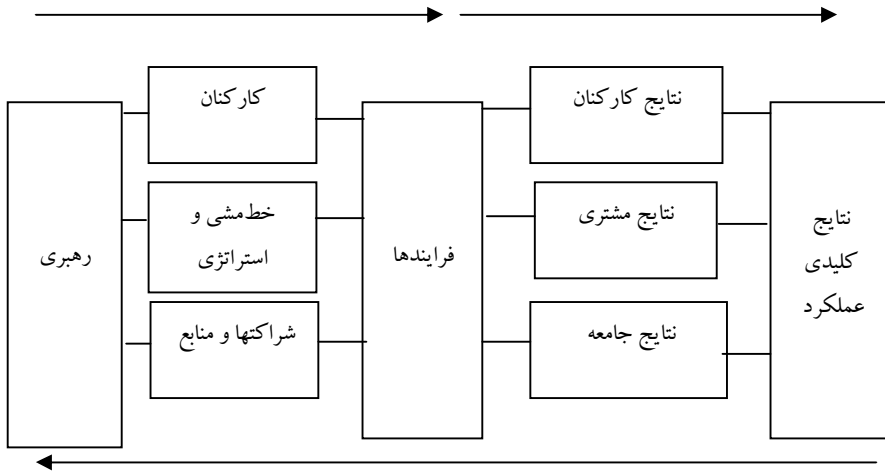 رهبری
کارکنان
خط‌مشی و
استراتژی
شراکتها و منابع
فرایندها
نتایج کارکنان
نتایج مشتری
نتایج جامعه
نتایج
کلیدی
عملکرد